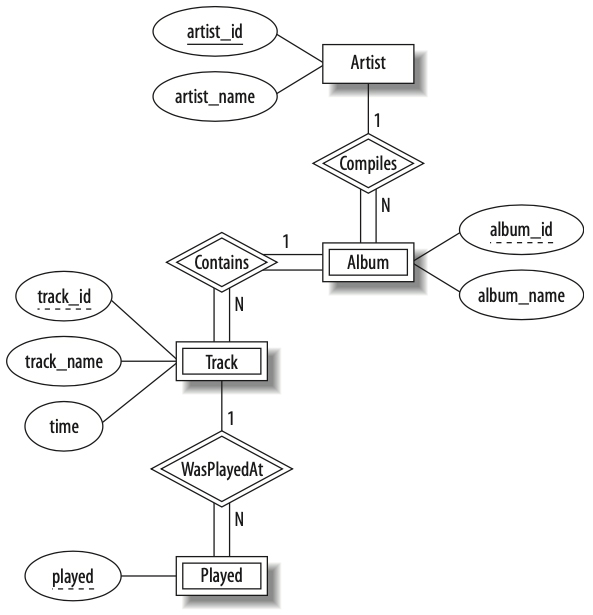 artist_id
Artist
artist_name
1
Compiles
N
album_id
1
Contains
Album
album_name
N
track_id
track_name
Track
time
1
WasPlayedAt
N
played
Played